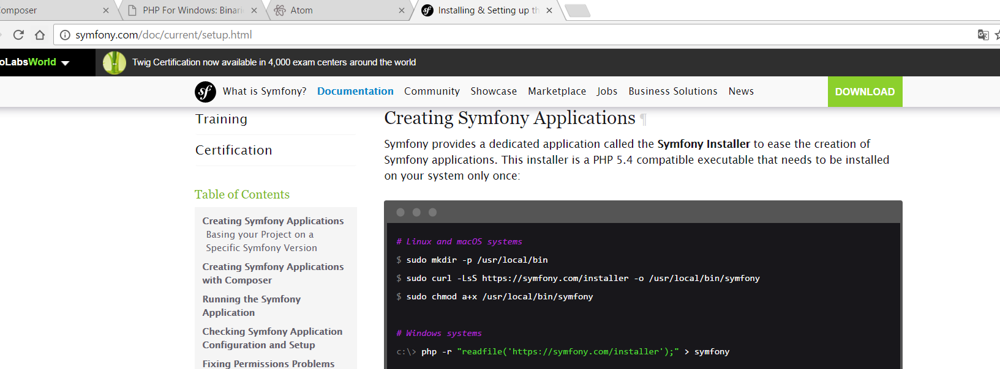 omposer
PHP For Windows: Binari
Atom
Installing & Setting up th
symfony.com/doc/current/setup.html
oLabsWorld
Twig Certification now available in 4,000 exam centers around the world
sf What is Symfony? Documentation Community Showcase Marketplace Jobs Business Solutions News DOWNLOAD
Training
Certification
Table of Contents
Creating Symfony Applications
Basing your Project on a
Specific Symfony Version
Creating Symfony Applications
with Composer
Running the Symfony
Application
Checking Symfony Application
Configuration and Setup
Fixing Permissions Problems
Creating Symfony Applications ¶
Symfony provides a dedicated application called the Symfony Installer to ease the creation of
Symfony applications. This installer is a PHP 5.4 compatible executable that needs to be installed
on your system only once:
# Linux and macOS systems
$ sudo mkdir -p /usr/local/bin
$ sudo curl -LsS https://symfony.com/installer -o /usr/local/bin/symfony
$ sudo chmod a+x /usr/local/bin/symfony
# Windows systems
c:\> php -r "readfile('https://symfony.com/installer');" > symfony